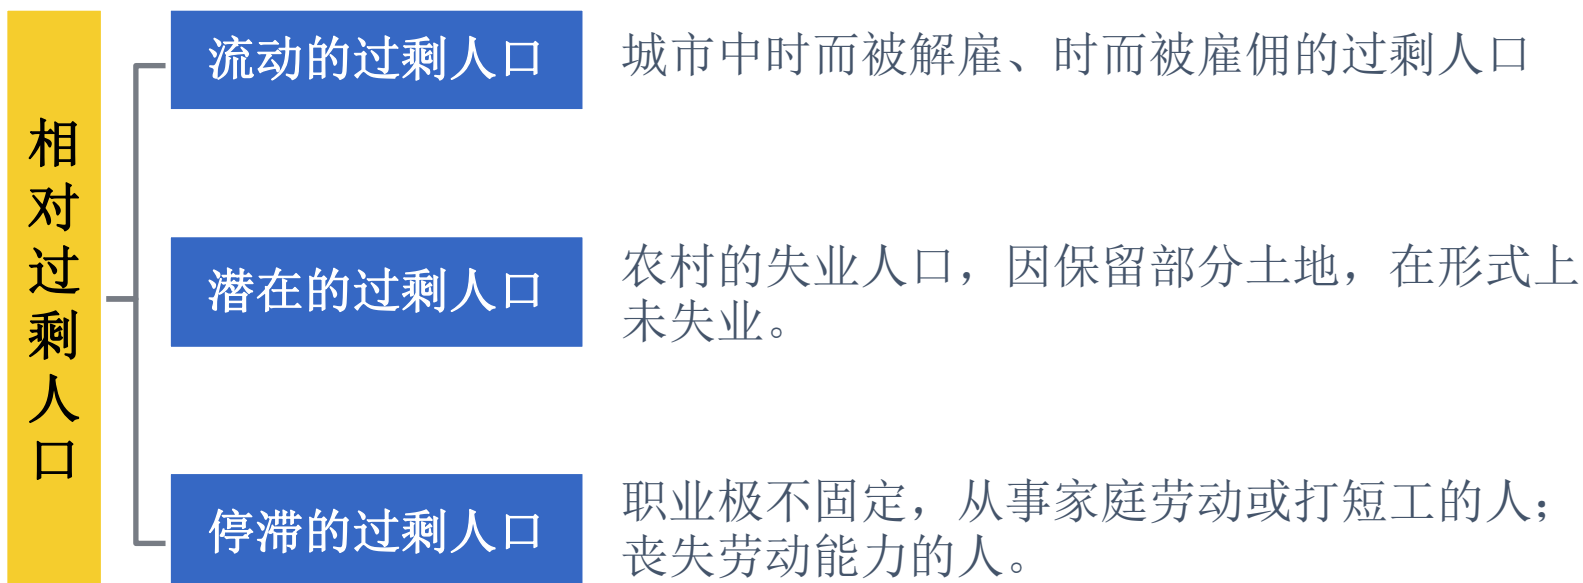 相对过剩人口
流动的过剩人口
城市中时而被解雇、时而被雇佣的过剩人口
潜在的过剩人口
农村的失业人口，因保留部分土地，在形式上
未失业。
停滞的过剩人口
职业极不固定，从事家庭劳动或打短工的人；
丧失劳动能力的人。